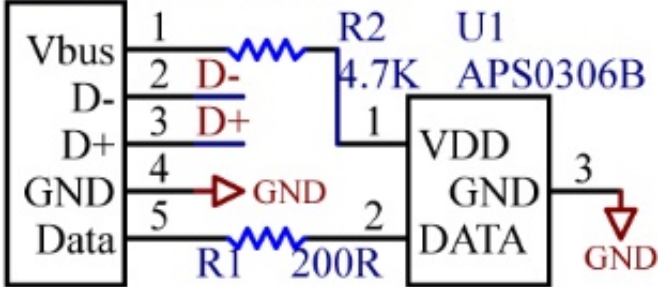 1 R2 U1
Vbus
2 D- 4.7K APS0306B
D-
3 D+ 1
D+ VDD
4 GND 3
GND GND
5 2
Data DATA GND
R1 200R